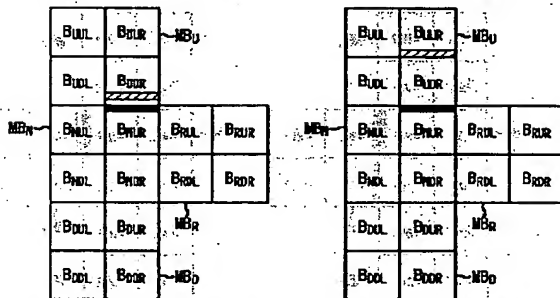 BUUL BDUR MBU BUUL BUUR MBU
BUDL BDDR BUDL BUDR
MBN BNUL BNUR BRUL BRUR MBN BNUL BNUR BRUL BRUR
BNDL BNDR BRDL BRDR BNDL BNDR BRDL BRDR
BDUL BDUR MBR BDUL BDUR MBR
BDDL BDDR MBD BDDL BDDR MBD